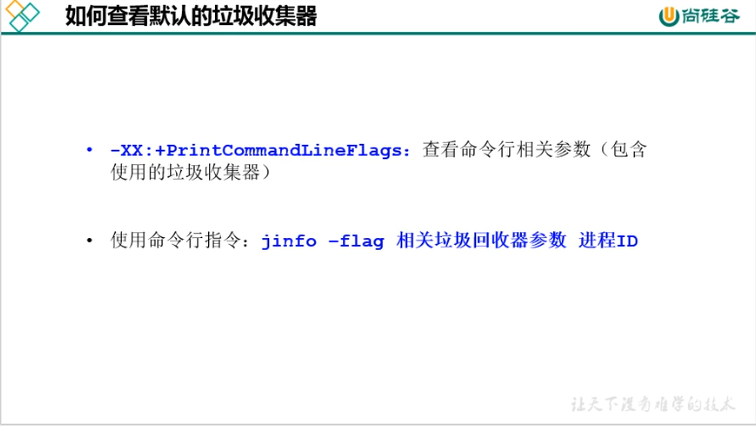 如何查看默认的垃圾收集器
尚硅谷
• -XX:+PrintCommandLineFlags: 查看命令行相关参数（包含
使用的垃圾收集器）
• 使用命令行指令: jinfo –flag 相关垃圾回收器参数 进程ID
让天下没有难学的技术